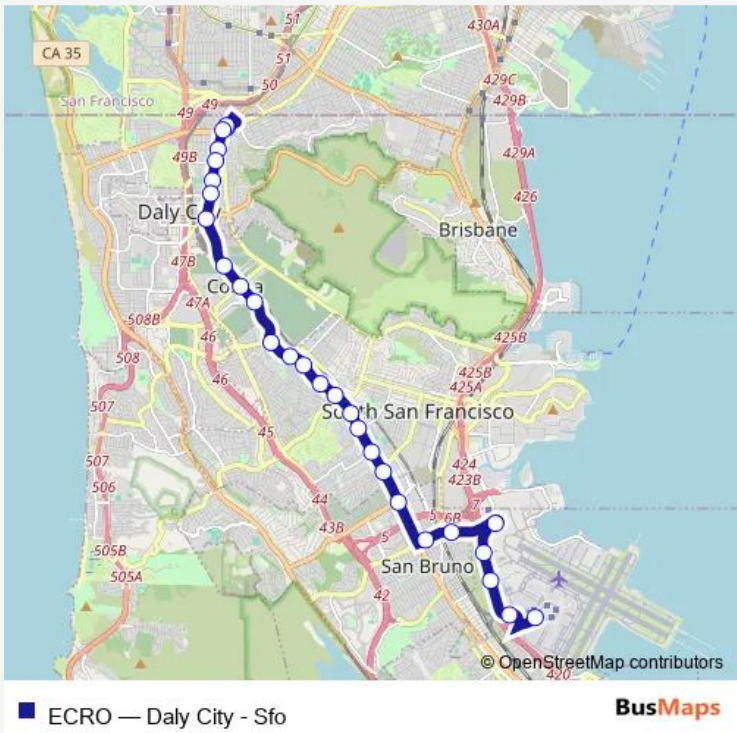 51
430A
CA 35
51
429C
50
San Francisco
429B
49
49
49B
429A
426
Daly City
Brisbane
47B
Colma
47A
508B
46
425B
508
46
425B
425A
507
South San Francisco
45
507
424
506
423B
44
7
43B
5
6B
5
505B
San Bruno
505A
42
© OpenStreetMap contributors
420
ECRO — Daly City - Sfo
BusMaps